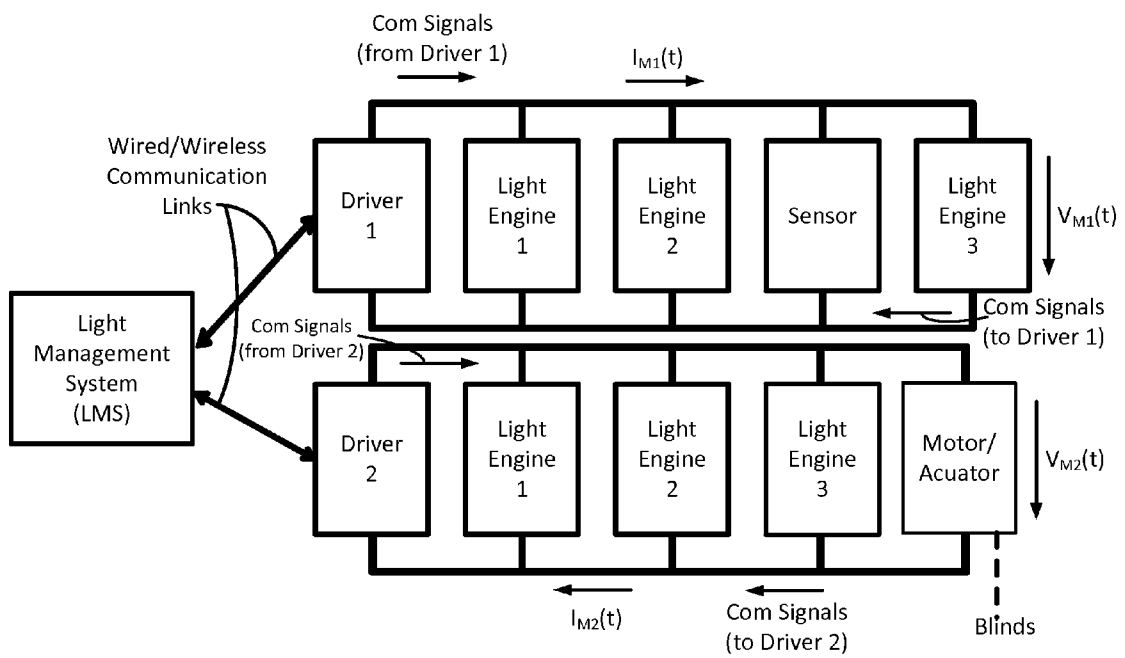 Com Signals
(from Driver 1)
I_M1(t)
Wired/Wireless
Communication
Links
Driver
1
Light
Engine
1
Light
Engine
2
Sensor
Light
Engine
3
V_M1(t)
Light
Management
System
(LMS)
Com Signals
(from Driver 2)
Com Signals
(to Driver 1)
Driver
2
Light
Engine
1
Light
Engine
2
Light
Engine
3
Motor/
Acuator
V_M2(t)
I_M2(t)
Com Signals
(to Driver 2)
Blinds